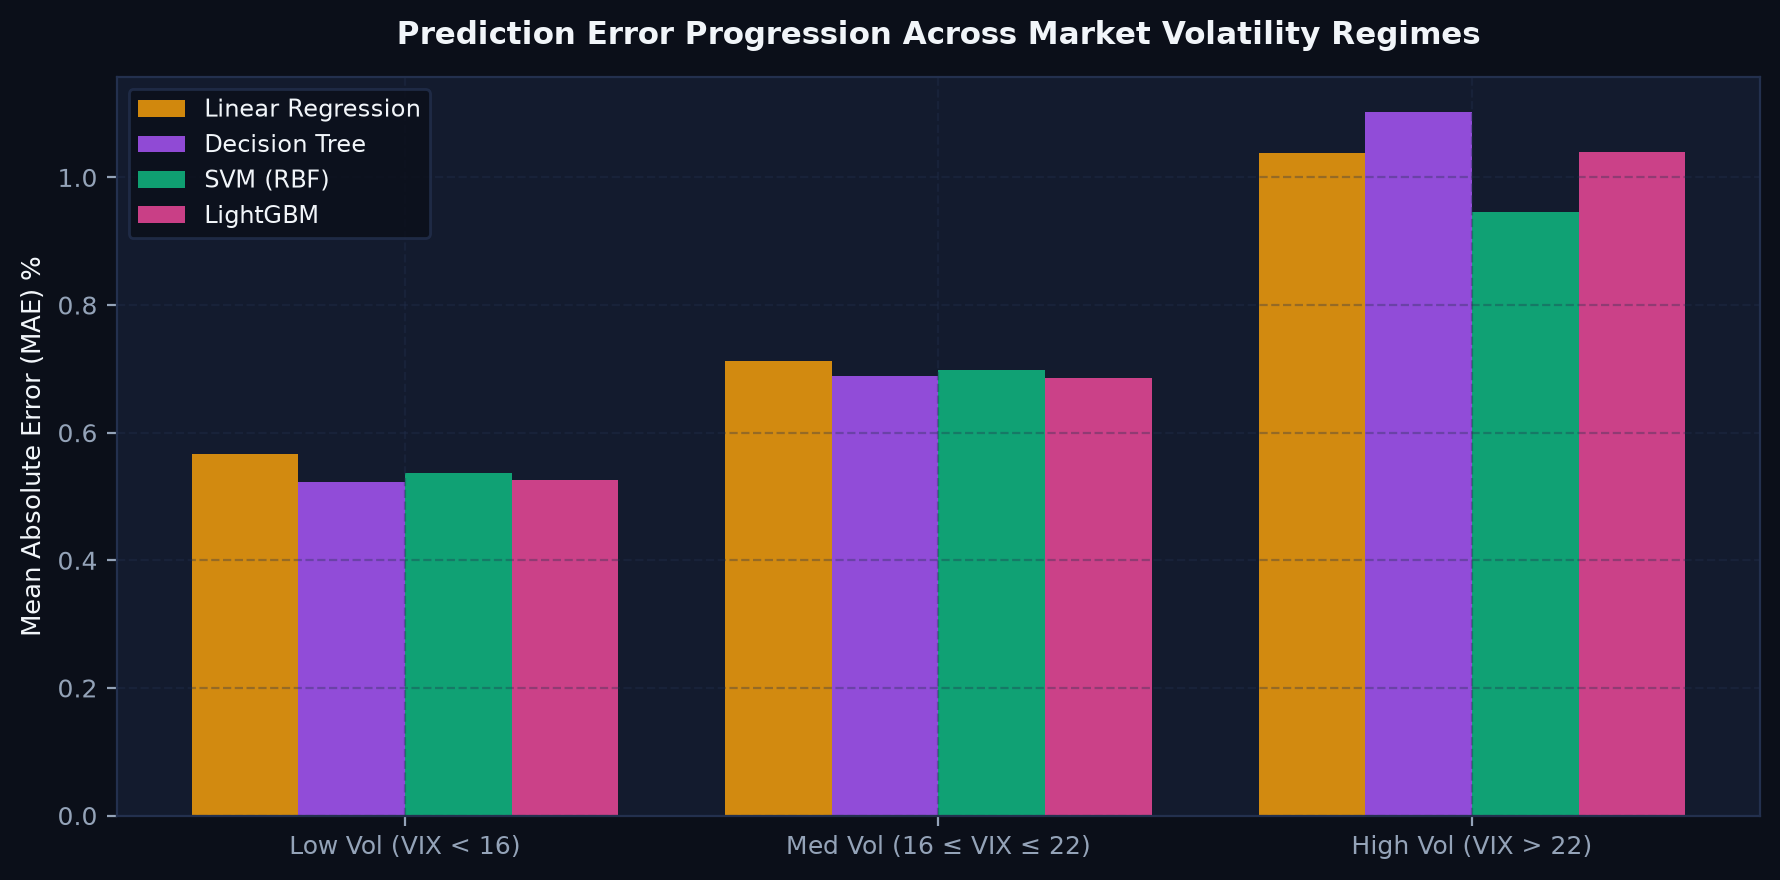 Prediction Error Progression Across Market Volatility Regimes
Linear Regression
Decision Tree
SVM (RBF)
LightGBM
Mean Absolute Error (MAE) %
1.0
0.8
0.6
0.4
0.2
0.0
Low Vol (VIX < 16)
Med Vol (16 ≤ VIX ≤ 22)
High Vol (VIX > 22)